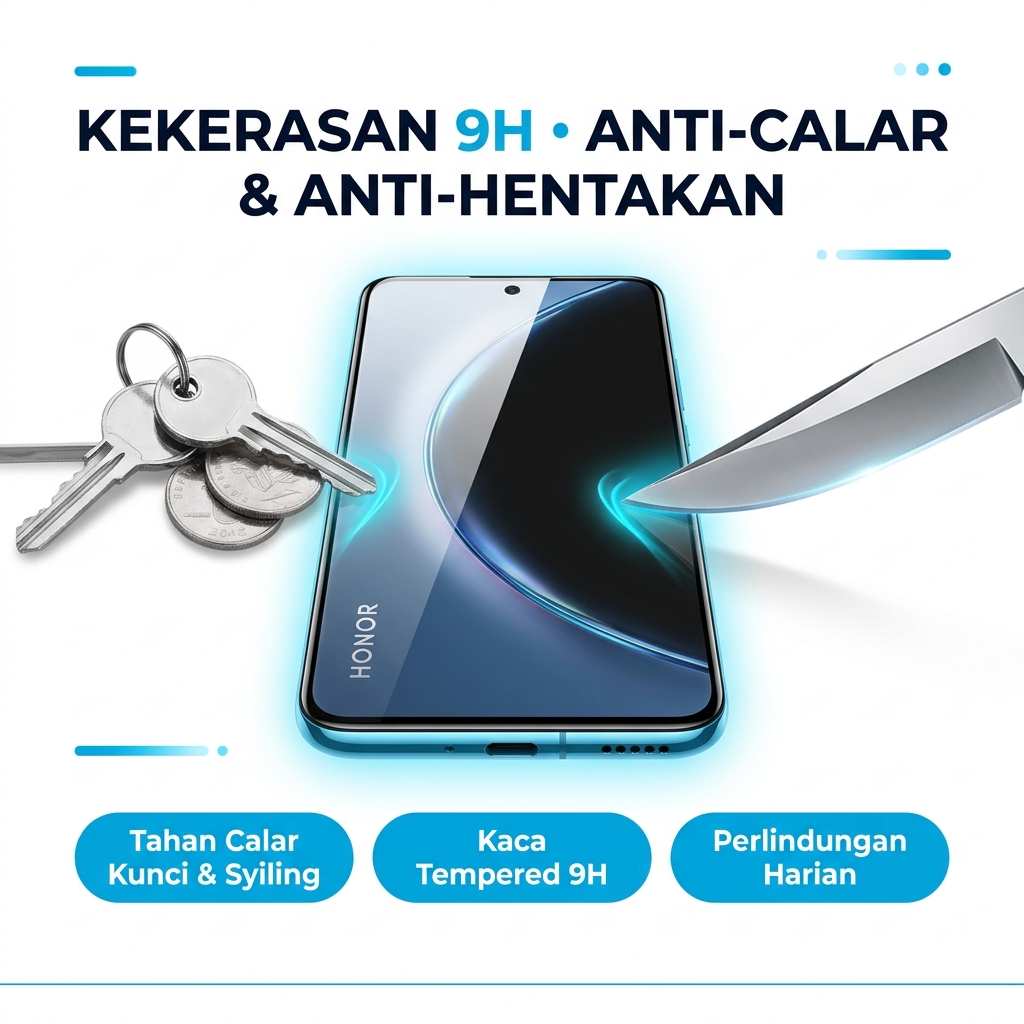 KEKERASAN 9H • ANTI-CALAR
& ANTI-HENTAKAN
HONOR
Tahan Calar
Kunci & Syiling
Kaca
Tempered 9H
Perlindungan
Harian